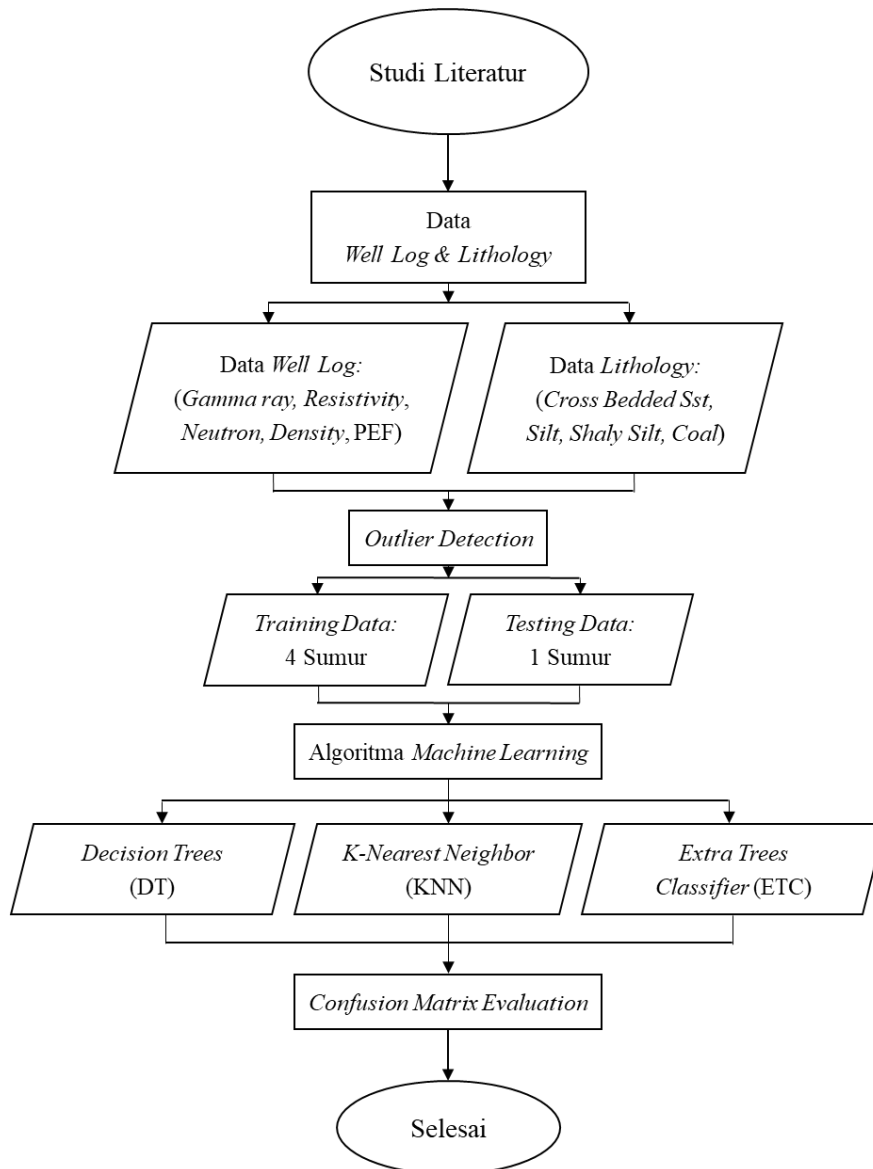 Studi Literatur
Data
Well Log & Lithology
Data Well Log:
(Gamma ray, Resistivity,
Neutron, Density, PEF)
Data Lithology:
(Cross Bedded Sst,
Silt, Shaly Silt, Coal)
Outlier Detection
Training Data:
4 Sumur
Testing Data:
1 Sumur
Algoritma Machine Learning
Decision Trees
(DT)
K-Nearest Neighbor
(KNN)
Extra Trees
Classifier (ETC)
Confusion Matrix Evaluation
Selesai